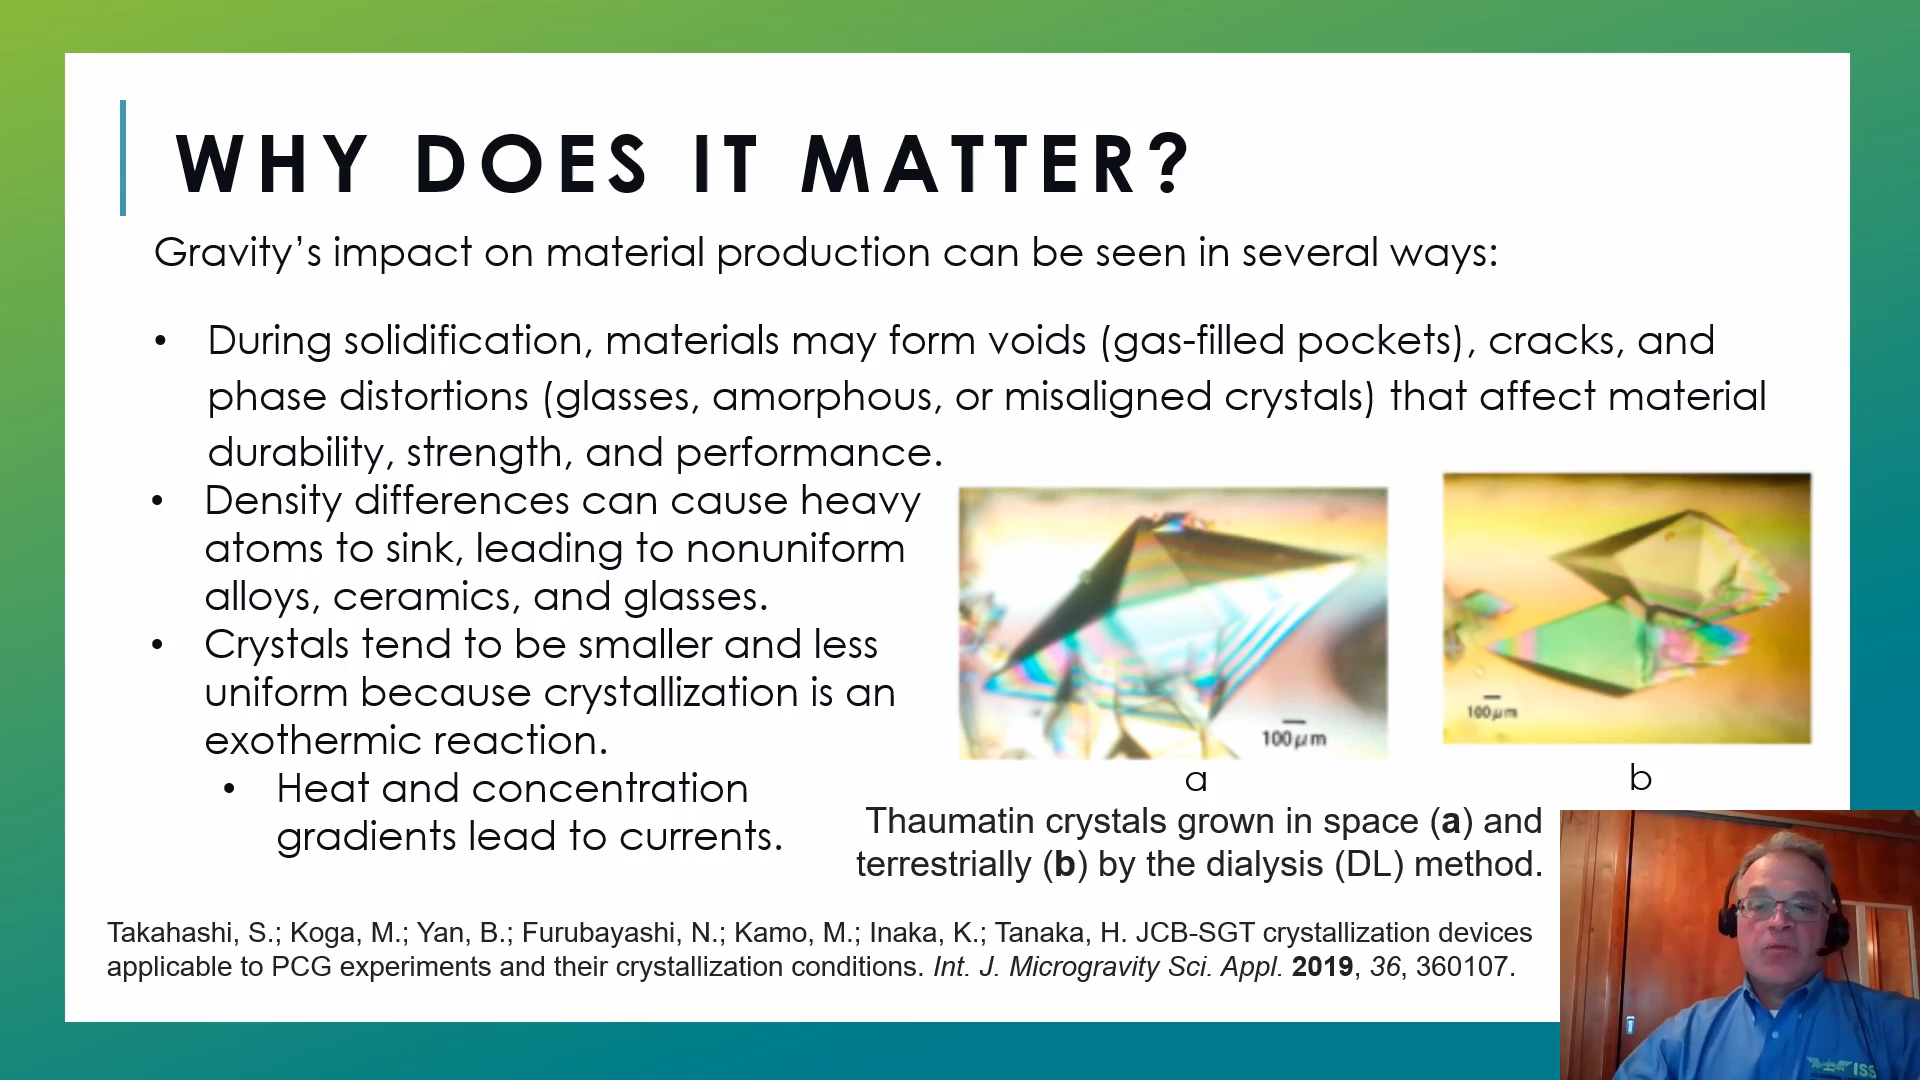 WHY DOES IT MATTER?
Gravity’s impact on material production can be seen in several ways:
• During solidification, materials may form voids (gas-filled pockets), cracks, and
phase distortions (glasses, amorphous, or misaligned crystals) that affect material
durability, strength, and performance.
• Density differences can cause heavy
atoms to sink, leading to nonuniform
alloys, ceramics, and glasses.
• Crystals tend to be smaller and less
uniform because crystallization is an
exothermic reaction.
• Heat and concentration
gradients lead to currents.
100 μm
100 μm
a
b
Thaumatin crystals grown in space (a) and
terrestrially (b) by the dialysis (DL) method.
Takahashi, S.; Koga, M.; Yan, B.; Furubayashi, N.; Kamo, M.; Inaka, K.; Tanaka, H. JCB-SGT crystallization devices
applicable to PCG experiments and their crystallization conditions. Int. J. Microgravity Sci. Appl. 2019, 36, 360107.
ISS